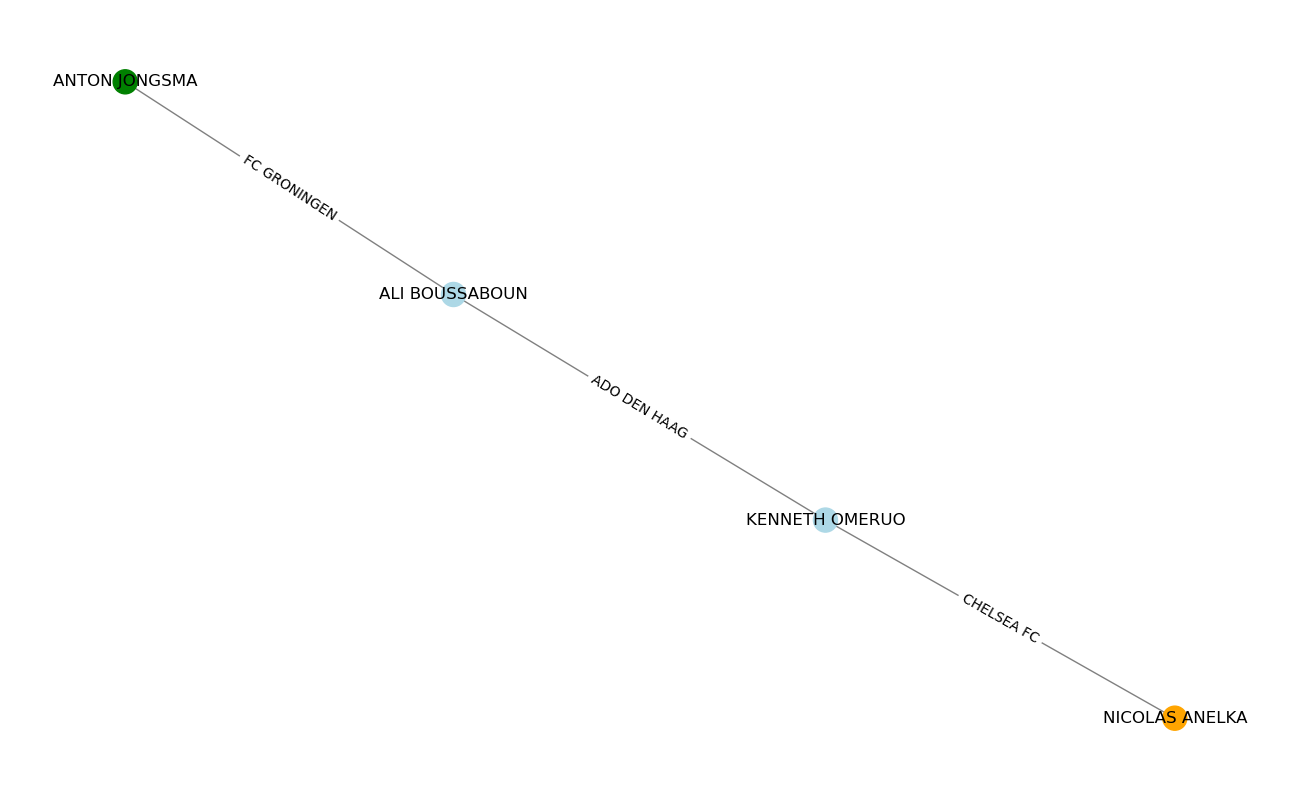 ANTON JONGSMA
FC GRONINGEN
ALI BOUSSABOUN
ADO DEN HAAG
KENNETH OMERUO
CHELSEA FC
NICOLAS ANELKA